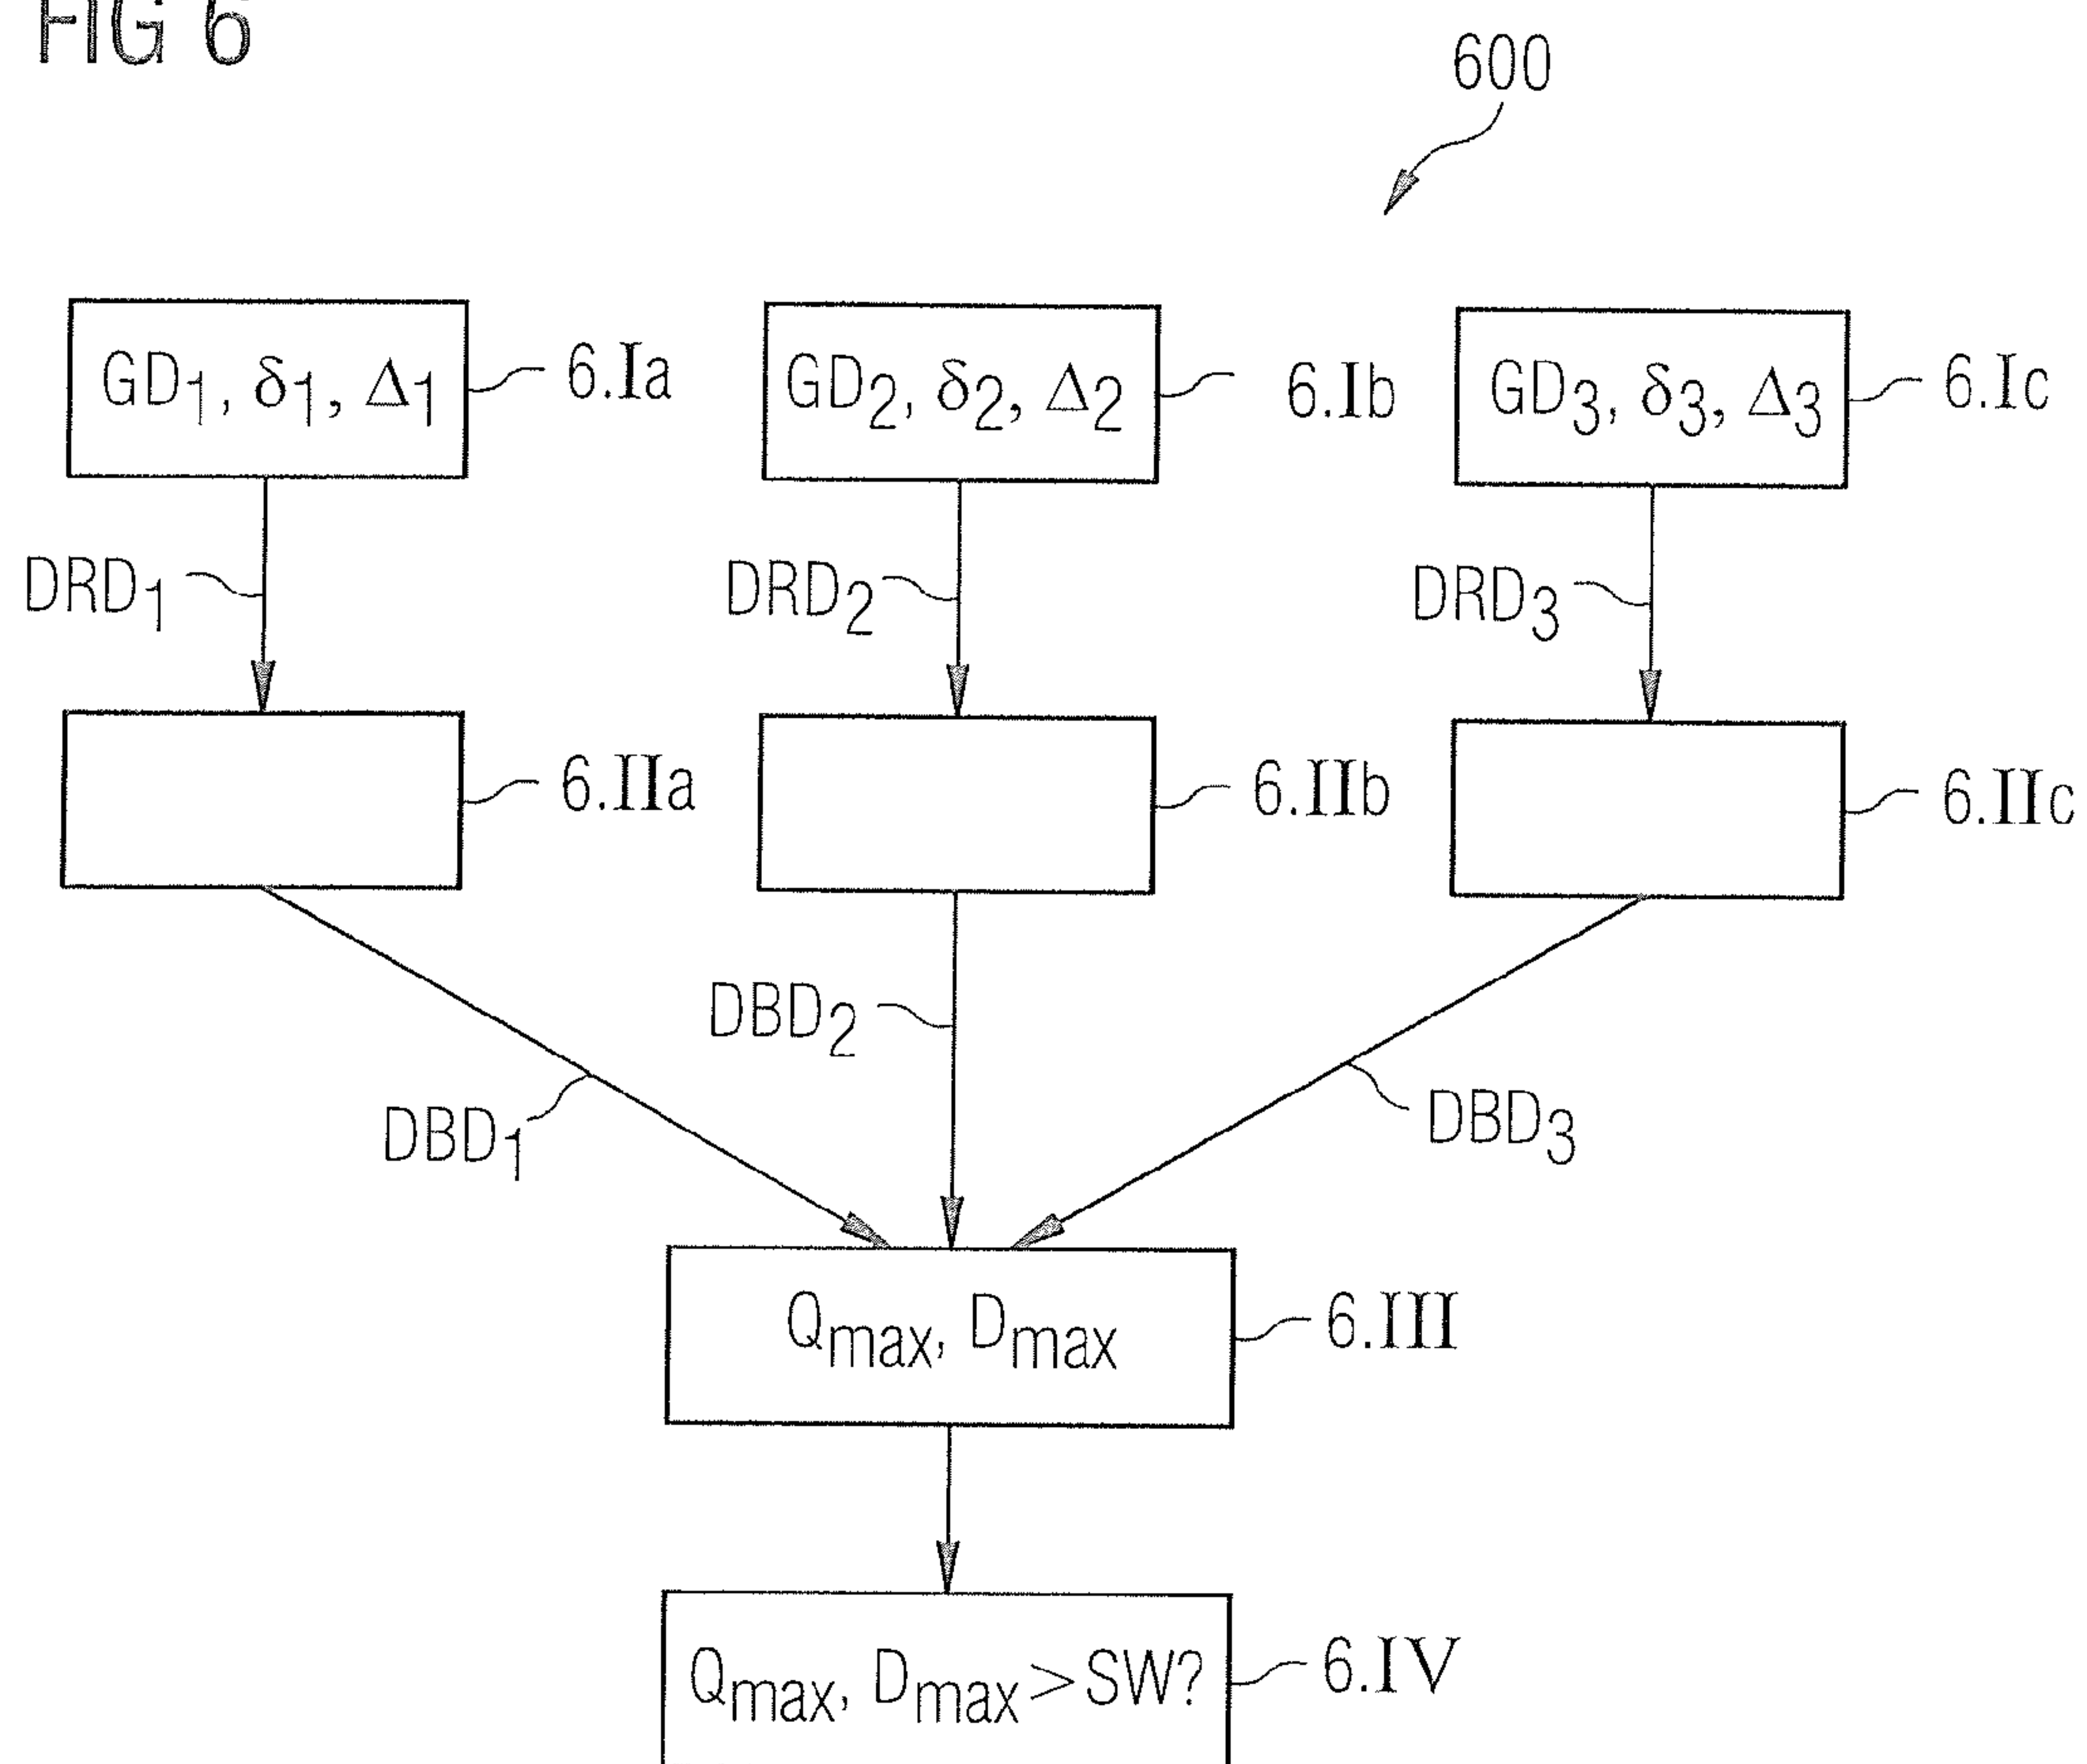 FIG 6
600
GD₁, δ₁, Δ₁
6.Ia
GD₂, δ₂, Δ₂
6.Ib
GD₃, δ₃, Δ₃
6.Ic
DRD₁
DRD₂
DRD₃
6.IIa
6.IIb
6.IIc
DBD₂
DBD₁
DBD₃
Qmax, Dmax
6.III
Qmax, Dmax>SW?
6.IV